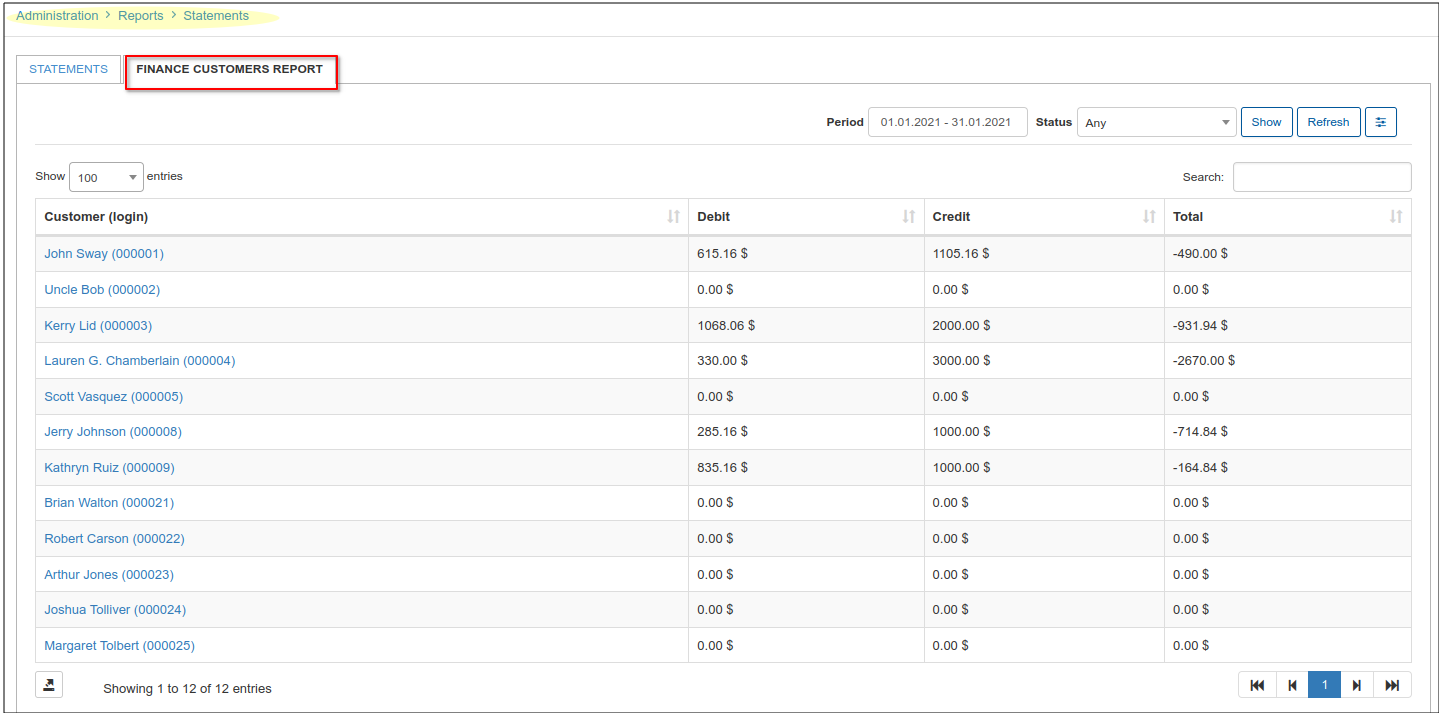 Administration > Reports > Statements
STATEMENTS FINANCE CUSTOMERS REPORT
Period 01.01.2021 - 31.01.2021 Status Any Show Refresh
Show 100 entries Search:
Customer (login) Debit Credit Total
John Sway (000001) 615.16 $ 1105.16 $ -490.00 $
Uncle Bob (000002) 0.00 $ 0.00 $ 0.00 $
Kerry Lid (000003) 1068.06 $ 2000.00 $ -931.94 $
Lauren G. Chamberlain (000004) 330.00 $ 3000.00 $ -2670.00 $
Scott Vasquez (000005) 0.00 $ 0.00 $ 0.00 $
Jerry Johnson (000008) 285.16 $ 1000.00 $ -714.84 $
Kathryn Ruiz (000009) 835.16 $ 1000.00 $ -164.84 $
Brian Walton (000021) 0.00 $ 0.00 $ 0.00 $
Robert Carson (000022) 0.00 $ 0.00 $ 0.00 $
Arthur Jones (000023) 0.00 $ 0.00 $ 0.00 $
Joshua Tolliver (000024) 0.00 $ 0.00 $ 0.00 $
Margaret Tolbert (000025) 0.00 $ 0.00 $ 0.00 $
Showing 1 to 12 of 12 entries 1